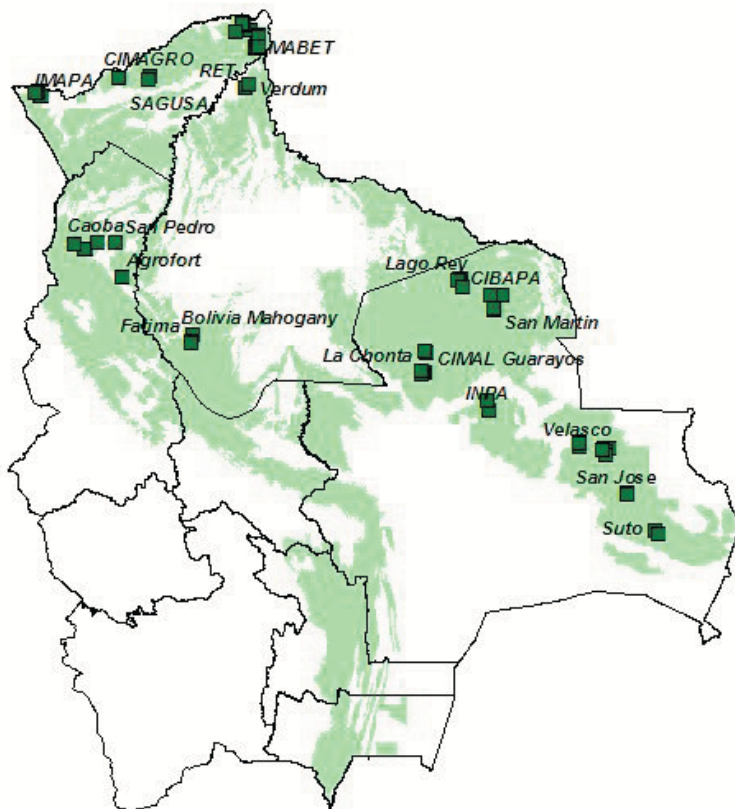 MABET
CIMAGRO
RET
IMAPA
SAGUSA
Verdum
Caoba
San Pedro
Agrofort
Lago Rey
CIBAPA
Bolivia Mahogany
Fatima
San Martin
La Chonta
CIMAL Guarayos
INPA
Velasco
San Jose
Suto